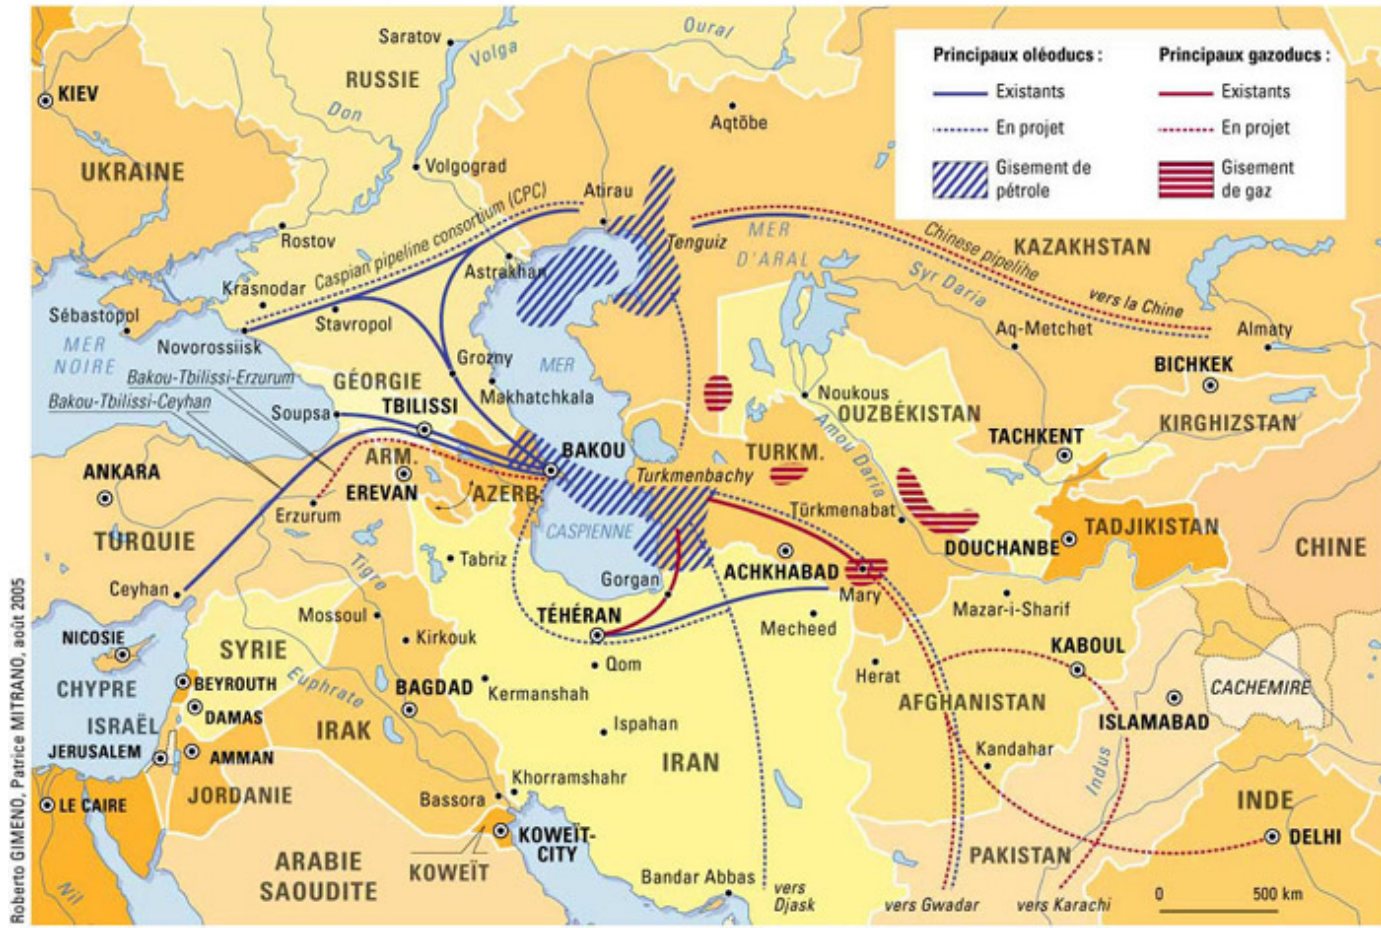 Principaux oléoducs :
Existants
En projet
Gisement de
pétrole
Principaux gazoducs :
Existants
En projet
Gisement
de gaz
Saratov
Volga
Oural
RUSSIE
KIEV
Don
Aqtöbe
UKRAINE
Volgograd
Atirau
Caspian pipeline consortium (CPC)
Rostov
Tenguiz
MER
D'ARAL
Chinese pipelihe
KAZAKHSTAN
Astrakhan
Syr Daria
vers la Chine
Krasnodar
Sébastopol
Stavropol
Novorossiisk
MER
NOIRE
Aq-Metchet
Almaty
BICHKEK
Grozny
MER
Bakou-Tbilissi-Erzurum
Bakou-Tbilissi-Ceyhan
GÉORGIE
Makhatchkala
Noukous
OUZBÉKISTAN
KIRGHIZSTAN
Soupsa
TBILISSI
Amou Daria
TACHKENT
BAKOU
TURKM.
ANKARA
ARM.
EREVAN
AZERB.
Turkmenbachy
Erzurum
Türkmenabat
CASPIENNE
TADJIKISTAN
TURQUIE
DOUCHANBE
CHINE
Tigre
Tabriz
Gorgan
ACHKHABAD
Ceyhan
Mary
Mossoul
TÉHÉRAN
Mecheed
Mazar-i-Sharif
NICOSIE
Kirkouk
SYRIE
KABOUL
Qom
Herat
Euphrate
CHYPRE
BEYROUTH
BAGDAD
Kermanshah
CACHEMIRE
AFGHANISTAN
DAMAS
ISRAËL
IRAK
Ispahan
ISLAMABAD
JERUSALEM
AMMAN
Kandahar
IRAN
Indus
Khorramshahr
JORDANIE
Bassora
LE CAIRE
INDE
KOWEÏT-
CITY
DELHI
ARABIE
SAOUDITE
KOWEÏT
PAKISTAN
Bandar Abbas
Nil
vers
Djask
vers Gwadar
vers Karachi
0 500 km
Roberto GIMENO, Patrice MITRANO, août 2005